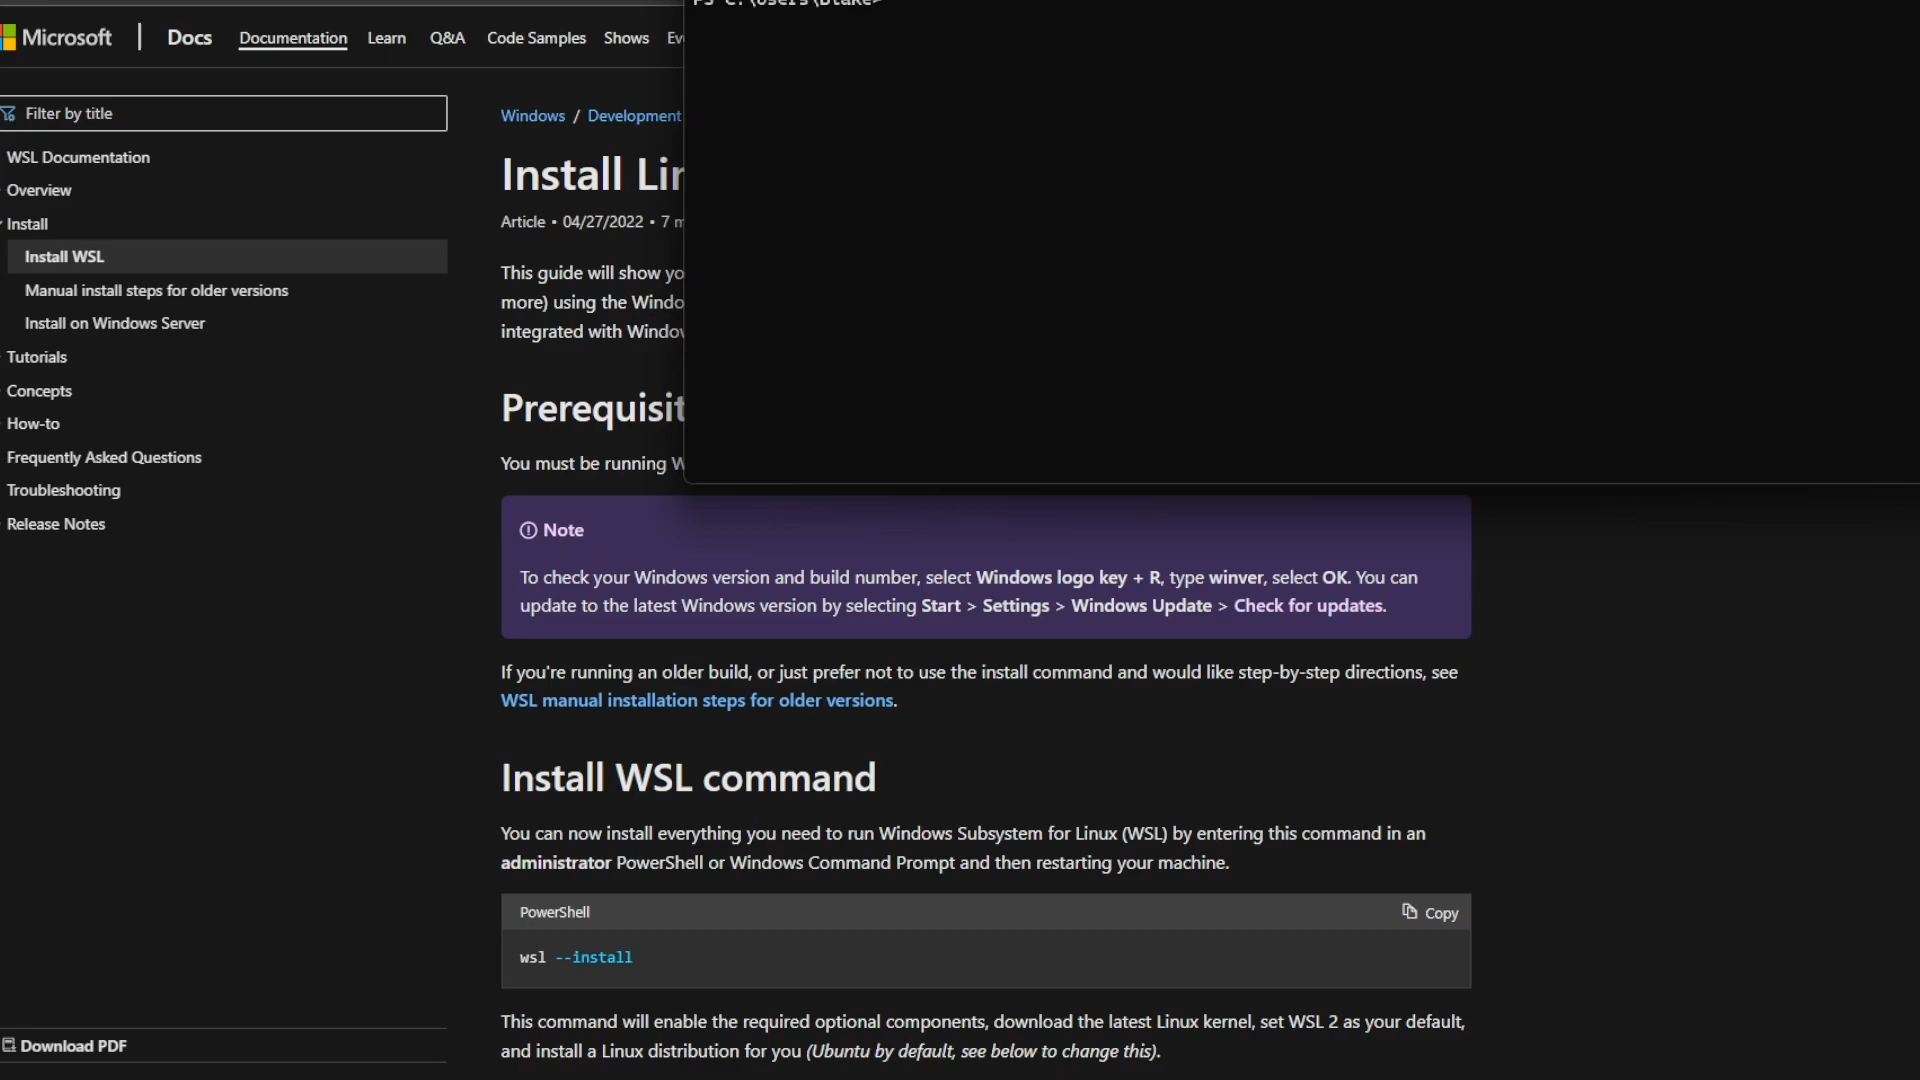 PS C:\Users\Blake>
Microsoft
Docs
Documentation
Learn
Q&A
Code Samples
Shows
Filter by title
WSL Documentation
Overview
Install
Install WSL
Manual install steps for older versions
Install on Windows Server
Tutorials
Concepts
How-to
Frequently Asked Questions
Troubleshooting
Release Notes
Download PDF
Windows / Development
Install Lin
Article • 04/27/2022 • 7 m
This guide will show yo
more) using the Windo
integrated with Window
Prerequisit
You must be running W
Note
To check your Windows version and build number, select Windows logo key + R, type winver, select OK. You can
update to the latest Windows version by selecting Start > Settings > Windows Update > Check for updates.
If you're running an older build, or just prefer not to use the install command and would like step-by-step directions, see
WSL manual installation steps for older versions.
Install WSL command
You can now install everything you need to run Windows Subsystem for Linux (WSL) by entering this command in an
administrator PowerShell or Windows Command Prompt and then restarting your machine.
PowerShell
Copy
wsl --install
This command will enable the required optional components, download the latest Linux kernel, set WSL 2 as your default,
and install a Linux distribution for you (Ubuntu by default, see below to change this).